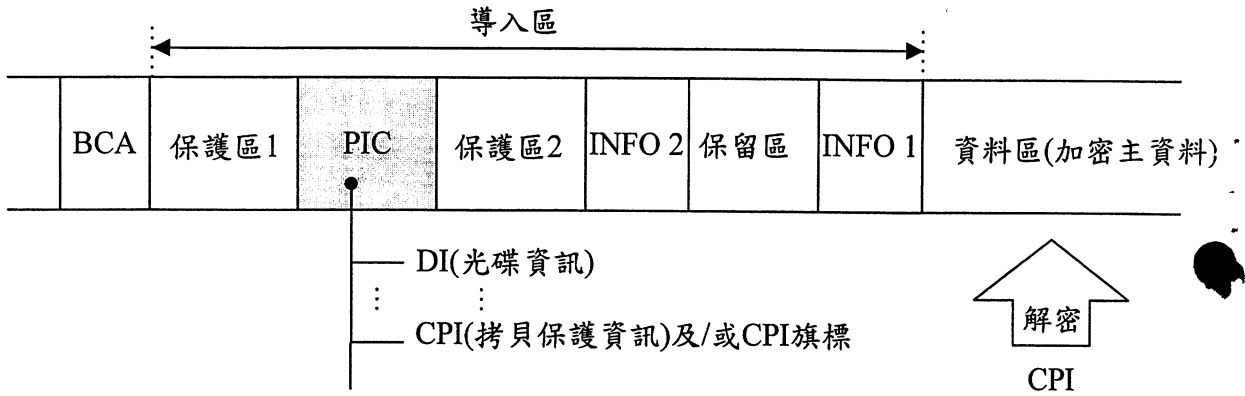 導入區
BCA 保護區1 PIC 保護區2 INFO 2 保留區 INFO 1 資料區(加密主資料)
DI(光碟資訊)
CPI(拷貝保護資訊)及/或CPI旗標
解密
CPI